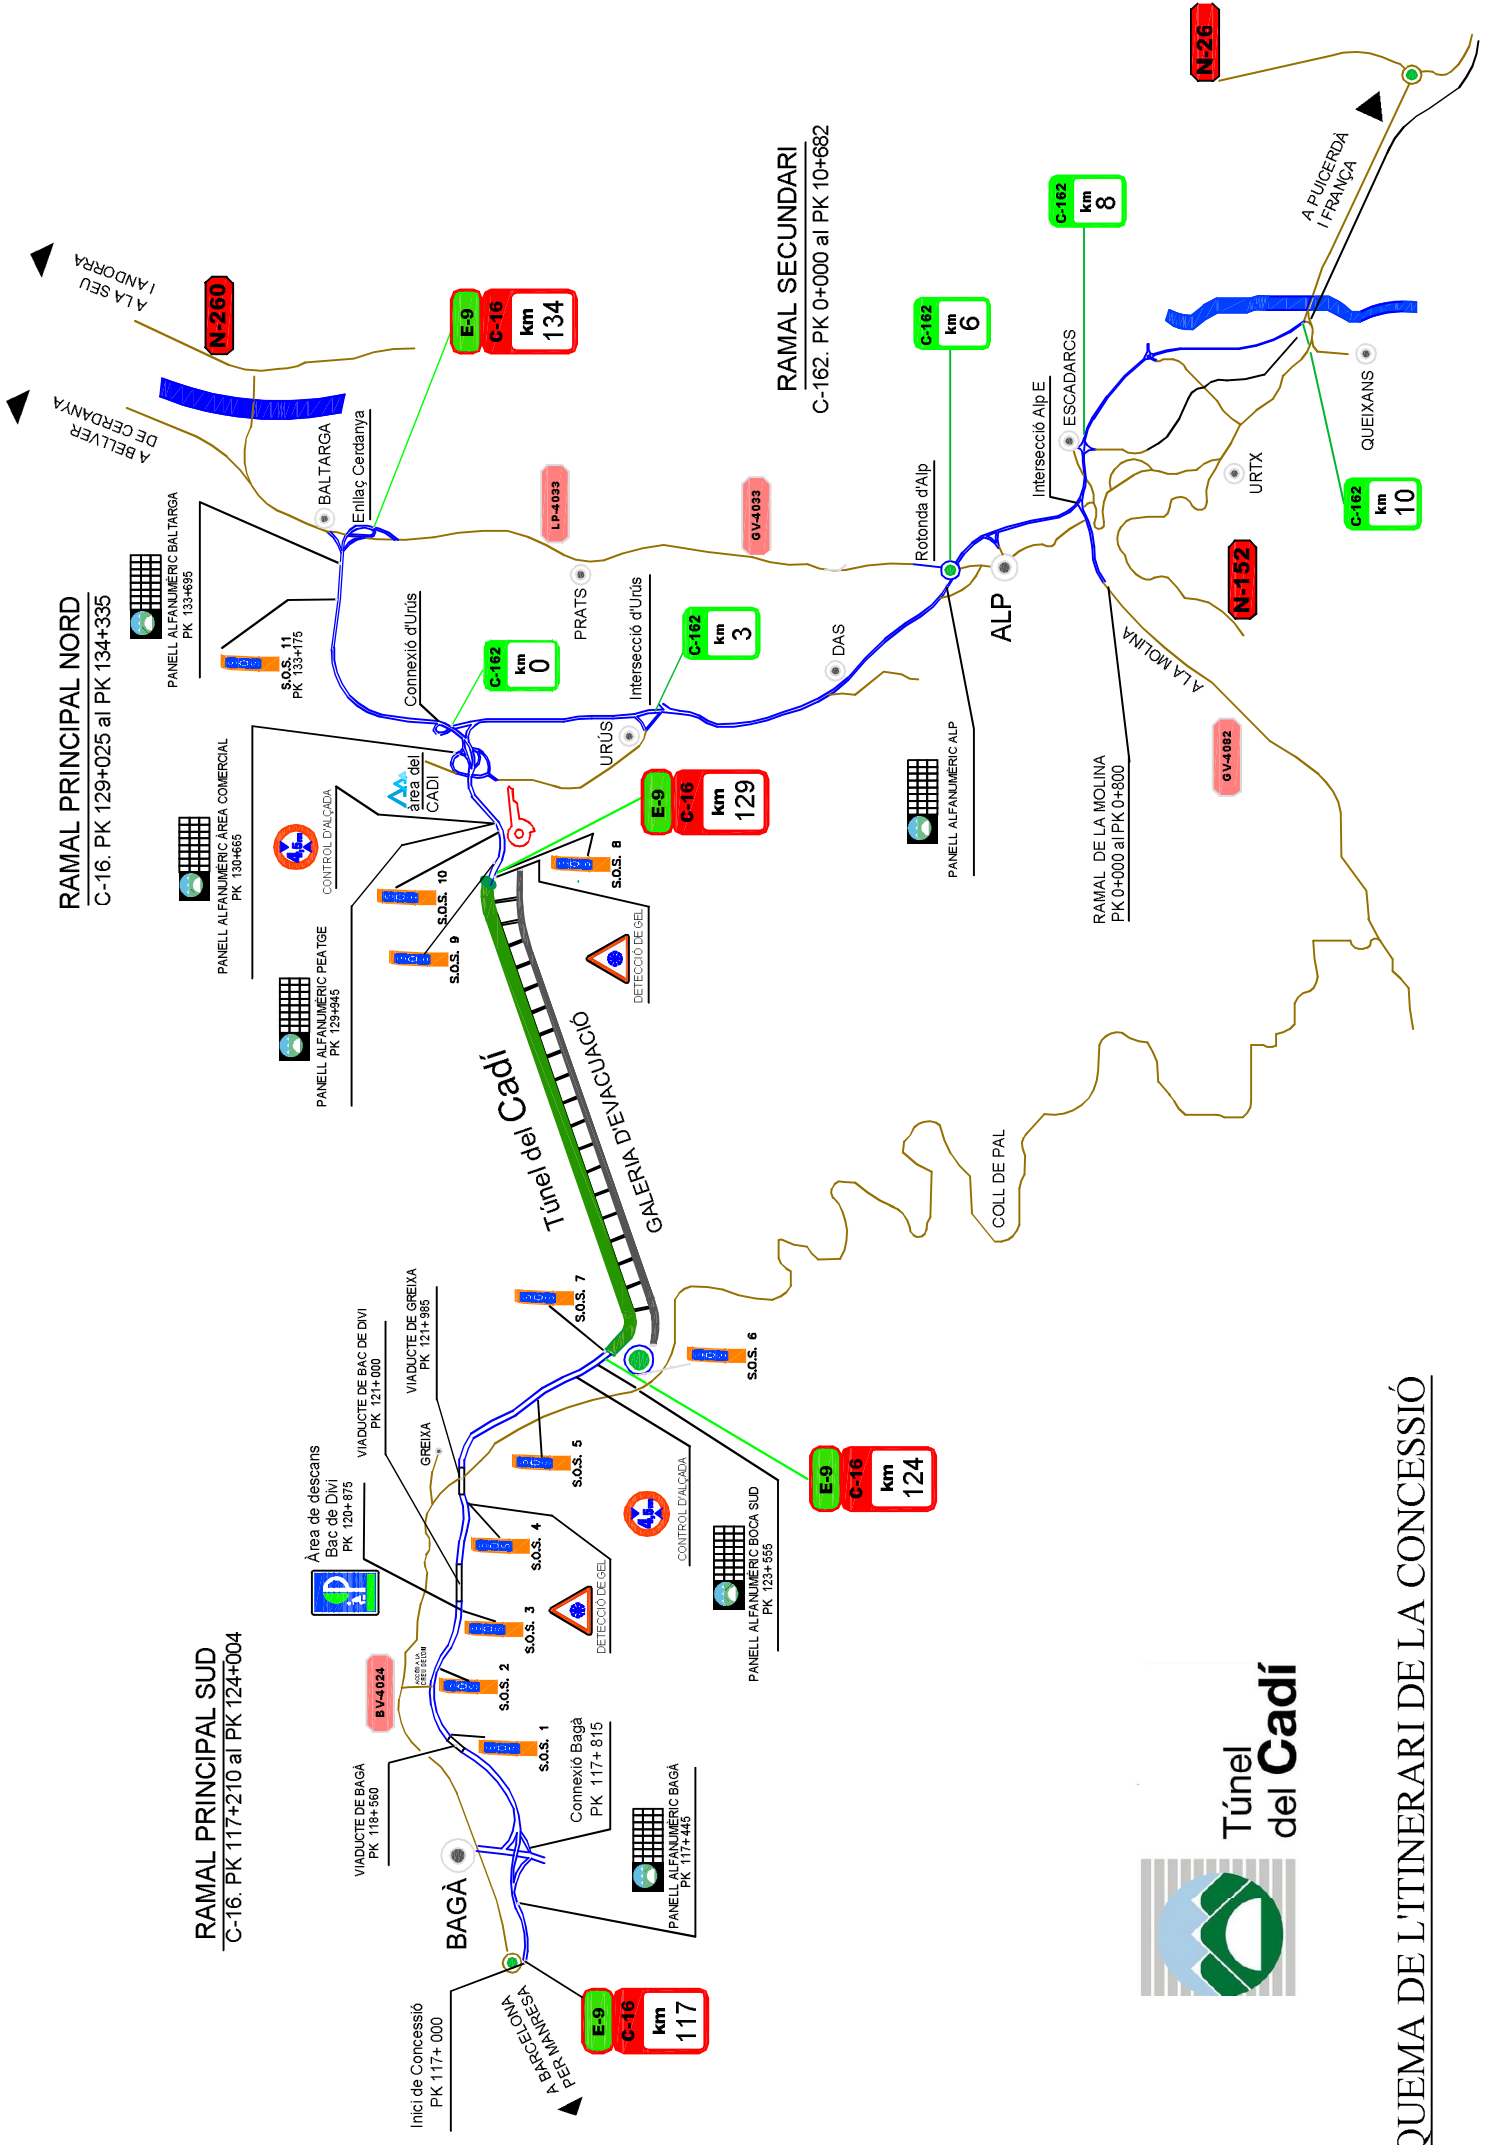 RAMAL PRINCIPAL SUD
C-16. PK 117+210 al PK 124+004
RAMAL PRINCIPAL NORD
C-16. PK 129+025 al PK 134+335
RAMAL SECUNDARI
C-162. PK 0+000 al PK 10+682
Inici de Concessió
PK 117+ 000
A BARCELONA
PER MANRESA
E-9
C-16
km
117
BAGÀ
PANELL ALFANUMÈRIC BAGÀ
PK 117+445
Connexió Bagà
PK 117+ 815
VIADUCTE DE BAGÀ
PK 118+560
BV-4024
S.O.S. 1
S.O.S. 2
S.O.S. 3
S.O.S. 4
S.O.S. 5
S.O.S. 6
S.O.S. 7
Àrea de descans
Bac de Divi
PK 120+875
VIADUCTE DE BAC DE DIVI
PK 121+000
VIADUCTE DE GREIXA
PK 121+985
GREIXA
DETECCIÓ DE GEL
4,5m
CONTROL D'ALÇADA
PANELL ALFANUMÈRIC BOCA SUD
PK 123+555
E-9
C-16
km
124
Túnel del Cadí
GALERIA D'EVACUACIÓ
COLL DE PAL
PANELL ALFANUMÈRIC PEATGE
PK 129+945
S.O.S. 9
S.O.S. 10
S.O.S. 8
DETECCIÓ DE GEL
E-9
C-16
km
129
4,5m
CONTROL D'ALÇADA
PANELL ALFANUMÈRIC ÀREA COMERCIAL
PK 130+665
àrea del
CADI
Connexió d'Urús
C-162
km
0
URÚS
Intersecció d'Urús
C-162
km
3
S.O.S. 11
PK 133+175
PANELL ALFANUMÈRIC BALTARGA
PK 133+695
BALTARGA
Enllaç Cerdanya
E-9
C-16
km
134
A BELLVER
DE CERDANYA
A LA SEU
I ANDORRA
N-260
LP-4033
PRATS
GV-4033
DAS
Rotonda d'Alp
C-162
km
6
ALP
PANELL ALFANUMÈRIC ALP
Intersecció Alp E
ESCADARCS
C-162
km
8
RAMAL DE LA MOLINA
PK 0+000 al PK 0+800
A LA MOLINA
GV-4082
N-152
URTX
QUEIXANS
C-162
km
10
A PUICERDÀ
I FRANÇA
N-26
Túnel
del Cadí
QUEMA DE L'ITINERARI DE LA CONCESSIÓ